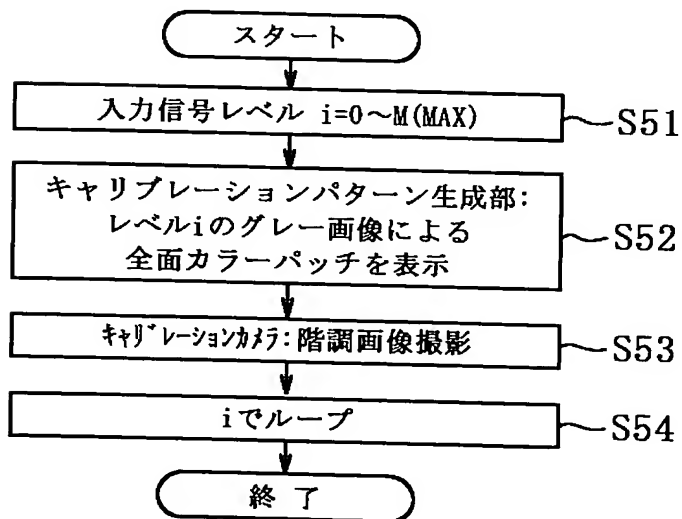 スタート
入力信号レベル i=0～M(MAX)
S51
キャリブレーションパターン生成部:
レベルiのグレー画像による
全面カラーパッチを表示
S52
ｷｬﾘﾌﾞﾚｰｼｮﾝｶﾒﾗ:階調画像撮影
S53
iでループ
S54
終 了